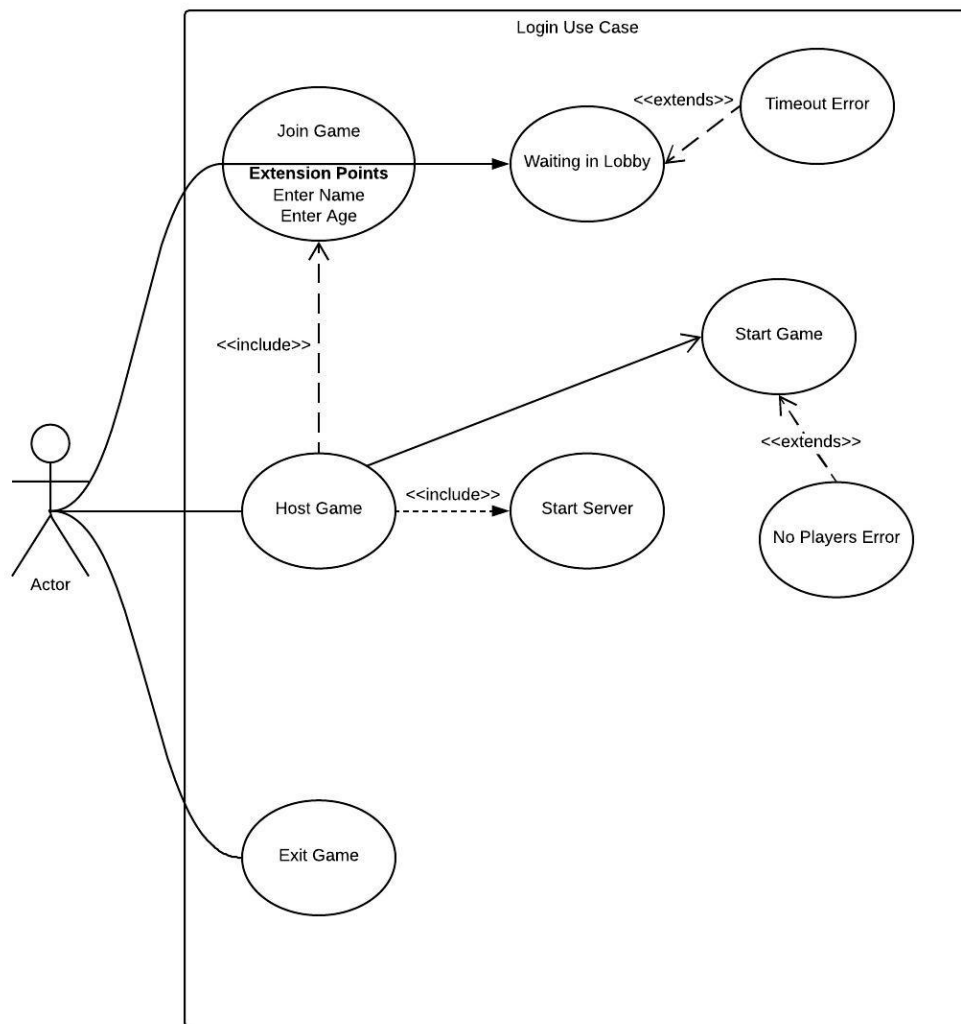 Login Use Case
<<extends>>
Timeout Error
Join Game
Waiting in Lobby
Extension Points
Enter Name
Enter Age
<<include>>
Start Game
<<extends>>
<<include>>
Host Game
Start Server
No Players Error
Actor
Exit Game